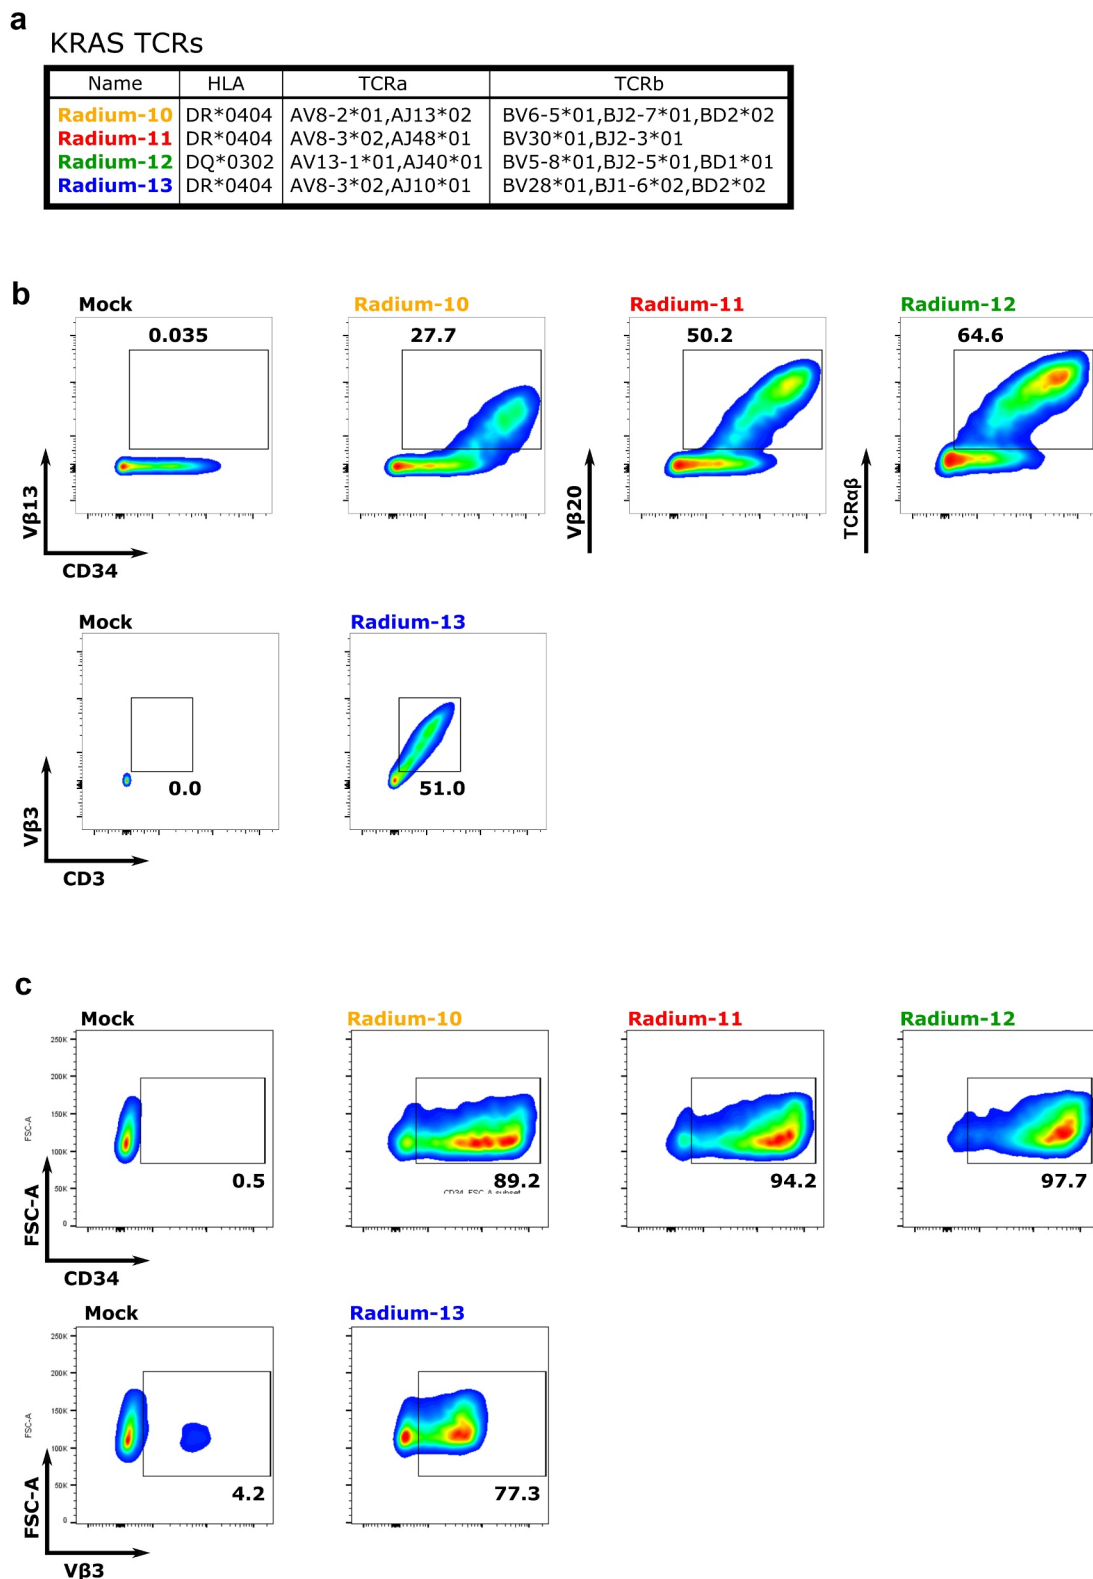 a
KRAS TCRs
Name HLA TCRa TCRb
Radium-10 DR*0404 AV8-2*01,AJ13*02 BV6-5*01,BJ2-7*01,BD2*02
Radium-11 DR*0404 AV8-3*02,AJ48*01 BV30*01,BJ2-3*01
Radium-12 DQ*0302 AV13-1*01,AJ40*01 BV5-8*01,BJ2-5*01,BD1*01
Radium-13 DR*0404 AV8-3*02,AJ10*01 BV28*01,BJ1-6*02,BD2*02
b
Mock Radium-10 Radium-11 Radium-12
0.035 27.7 50.2 64.6
Vβ13 Vβ20 TCRαβ
CD34
Mock Radium-13
0.0 51.0
Vβ3
CD3
c
Mock Radium-10 Radium-11 Radium-12
250K
200K
150K
100K
50K
0
FSC-A
0.5 89.2 94.2 97.7
CD34, FSC-A subset
FSC-A
CD34
Mock Radium-13
250K
200K
150K
100K
50K
0
FSC-A
4.2 77.3
FSC-A
Vβ3